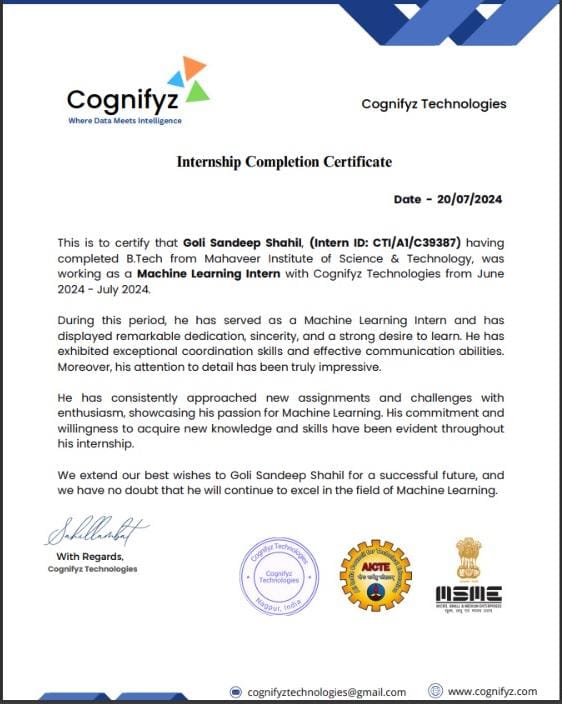 Cognifyz
Where Data Meets Intelligence
Cognifyz Technologies
Internship Completion Certificate
Date - 20/07/2024
This is to certify that Goli Sandeep Shahil, (Intern ID: CTI/A1/C39387) having
completed B.Tech from Mahaveer Institute of Science & Technology, was
working as a Machine Learning Intern with Cognifyz Technologies from June
2024 - July 2024.
During this period, he has served as a Machine Learning Intern and has
displayed remarkable dedication, sincerity, and a strong desire to learn. He has
exhibited exceptional coordination skills and effective communication abilities.
Moreover, his attention to detail has been truly impressive.
He has consistently approached new assignments and challenges with
enthusiasm, showcasing his passion for Machine Learning. His commitment and
willingness to acquire new knowledge and skills have been evident throughout
his internship.
We extend our best wishes to Goli Sandeep Shahil for a successful future, and
we have no doubt that he will continue to excel in the field of Machine Learning.
With Regards,
Cognifyz Technologies
Cognifyz Technologies
Cognifyz
Technologies
Nagpur, India
AICTE
MSME
MICRO, SMALL & MEDIUM ENTERPRISES
सूक्ष्म, लघु एवं मध्यम उद्यम
cognifyztechnologies@gmail.com
www.cognifyz.com